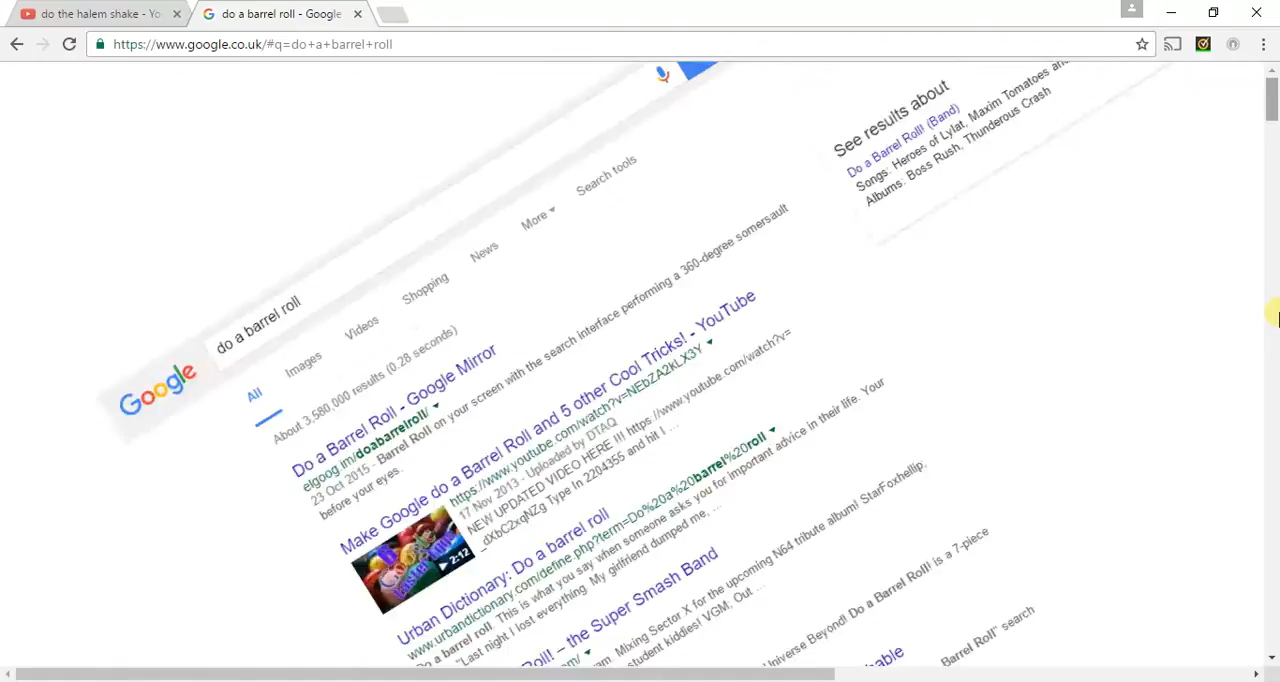 do the halem shake - Yo
do a barrel roll - Google
https://www.google.co.uk/#q=do+a+barrel+roll
Google
do a barrel roll
All Images Videos Shopping News More Search tools
About 3,580,000 results (0.28 seconds)
Do a Barrel Roll - Google Mirror
elgoog.im/doabarrelroll/
23 Oct 2015 - Barrel Roll on your screen with the search interface performing a 360-degree somersault
before your eyes.
Make Google do a Barrel Roll and 5 other Cool Tricks! - YouTube
https://www.youtube.com/watch?v=NEbZA2kLX3Y
2:12
17 Nov 2013 - Uploaded by DTAQ
NEW UPDATED VIDEO HERE !!! https://www.youtube.com/watch?v=
_dXbC2xqNZg Type In 2204355 and hit I ...
Urban Dictionary: Do a barrel roll
www.urbandictionary.com/define.php?term=Do%20a%20barrel%20roll
Do a barrel roll. This is what you say when someone asks you for important advice in their life. Your
"Last night I lost everything. My girlfriend dumped me, ...
Roll! – the Super Smash Band
.com/
Mixing Sector X for the upcoming N64 tribute album! StarFoxhellip;
student kiddies! VGM, Out ...
Universe Beyond! Do a Barrel Roll! is a 7-piece
Barrel Roll" search
See results about
Do a Barrel Roll! (Band)
Songs: Heroes of Lylat, Maxim Tomatoes and
Albums: Boss Rush, Thunderous Crash